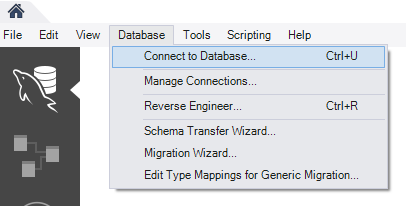 File Edit View Database Tools Scripting Help
Connect to Database... Ctrl+U
Manage Connections...
Reverse Engineer... Ctrl+R
Schema Transfer Wizard...
Migration Wizard...
Edit Type Mappings for Generic Migration...